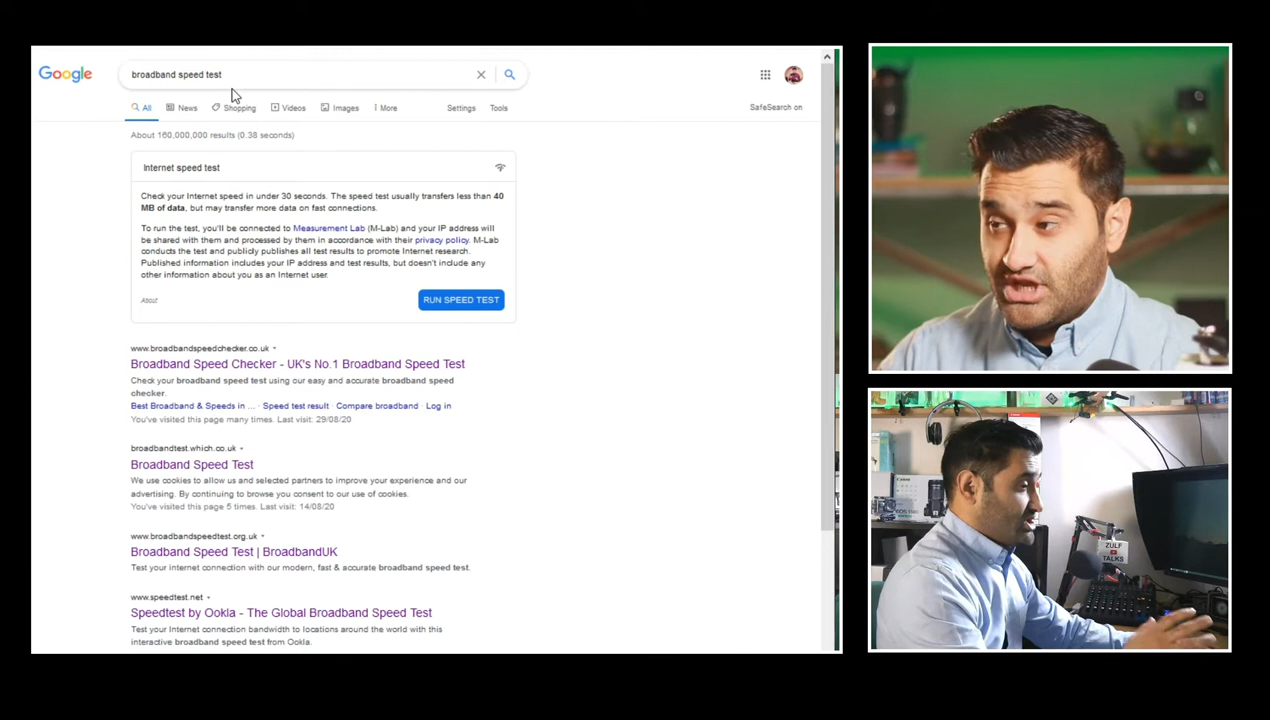 Google
broadband speed test
All News Shopping Videos Images More Settings Tools
SafeSearch on
About 160,000,000 results (0.38 seconds)
Internet speed test
Check your Internet speed in under 30 seconds. The speed test usually transfers less than 40
MB of data, but may transfer more data on fast connections.
To run the test, you'll be connected to Measurement Lab (M-Lab) and your IP address will
be shared with them and processed by them in accordance with their privacy policy. M-Lab
conducts the test and publicly publishes all test results to promote Internet research.
Published information includes your IP address and test results, but doesn't include any
other information about you as an Internet user.
About
RUN SPEED TEST
www.broadbandspeedchecker.co.uk
Broadband Speed Checker - UK's No.1 Broadband Speed Test
Check your broadband speed test using our easy and accurate broadband speed
checker.
Best Broadband & Speeds in ... · Speed test result · Compare broadband · Log in
You've visited this page many times. Last visit: 29/08/20
broadbandtest.which.co.uk
Broadband Speed Test
We use cookies to allow us and selected partners to improve your experience and our
advertising. By continuing to browse you consent to our use of cookies.
You've visited this page 5 times. Last visit: 14/08/20
www.broadbandspeedtest.org.uk
Broadband Speed Test | BroadbandUK
Test your internet connection with our modern, fast & accurate broadband speed test.
www.speedtest.net
Speedtest by Ookla - The Global Broadband Speed Test
Test your Internet connection bandwidth to locations around the world with this
interactive broadband speed test from Ookla.
Canon
ZULF
TALKS